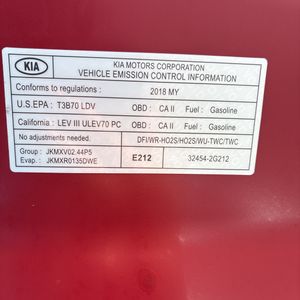 KIA
KIA MOTORS CORPORATION
VEHICLE EMISSION CONTROL INFORMATION
Conforms to regulations : 2018 MY
U.S.EPA : T3B70 LDV OBD : CA II Fuel : Gasoline
California : LEV III ULEV70 PC OBD : CA II Fuel : Gasoline
No adjustments needed. DFI/WR-HO2S/HO2S/WU-TWC/TWC
Group : JKMXV02.44P5
Evap. : JKMXR0135DWE
E212 32454-2G212